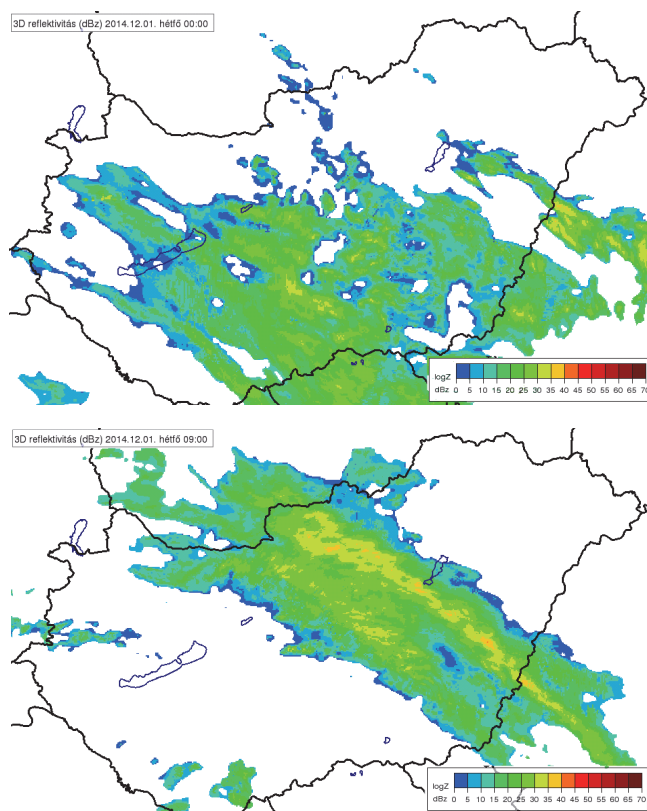 3D reflektivitás (dBz) 2014.12.01. hétfő 00:00
logZ
dBz 0 5 10 15 20 25 30 35 40 45 50 55 60 65 70
3D reflektivitás (dBz) 2014.12.01. hétfő 09:00
logZ
dBz 0 5 10 15 20 25 30 35 40 45 50 55 60 65 70